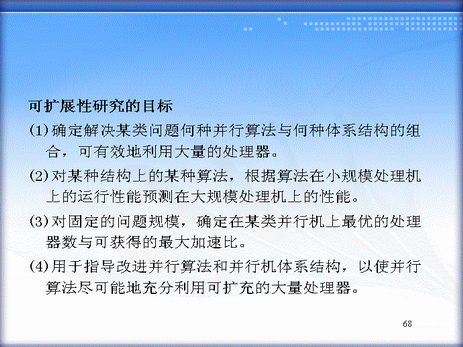 可扩展性研究的目标
(1)确定解决某类问题何种并行算法与何种体系结构的组
合，可有效地利用大量的处理器。
(2)对某种结构上的某种算法，根据算法在小规模处理机
上的运行性能预测在大规模处理机上的性能。
(3)对固定的问题规模，确定在某类并行机上最优的处理
器数与可获得的最大加速比。
(4)用于指导改进并行算法和并行机体系结构，以使并行
算法尽可能地充分利用可扩充的大量处理器。
68